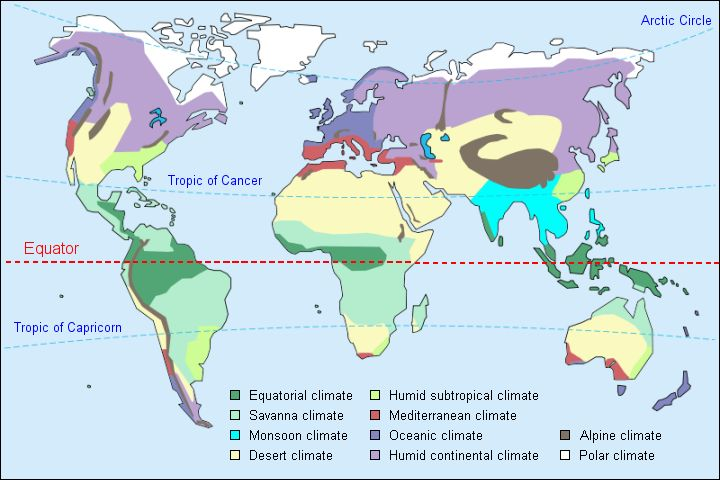 Arctic Circle
Tropic of Cancer
Equator
Tropic of Capricorn
Equatorial climate
Humid subtropical climate
Savanna climate
Mediterranean climate
Monsoon climate
Oceanic climate
Alpine climate
Desert climate
Humid continental climate
Polar climate